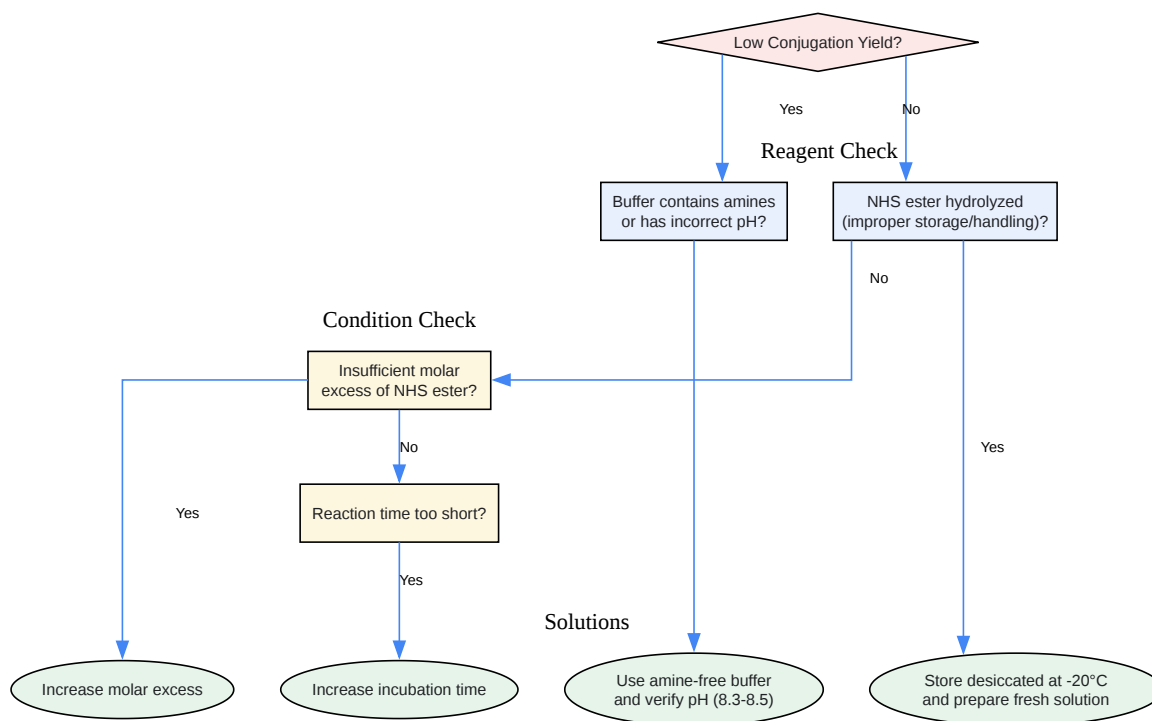 Low Conjugation Yield?
Yes
No
Reagent Check
Buffer contains amines
or has incorrect pH?
NHS ester hydrolyzed
(improper storage/handling)?
No
Condition Check
Insufficient molar
excess of NHS ester?
No
Yes
Yes
Reaction time too short?
Yes
Solutions
Increase molar excess
Increase incubation time
Use amine-free buffer
and verify pH (8.3-8.5)
Store desiccated at -20°C
and prepare fresh solution